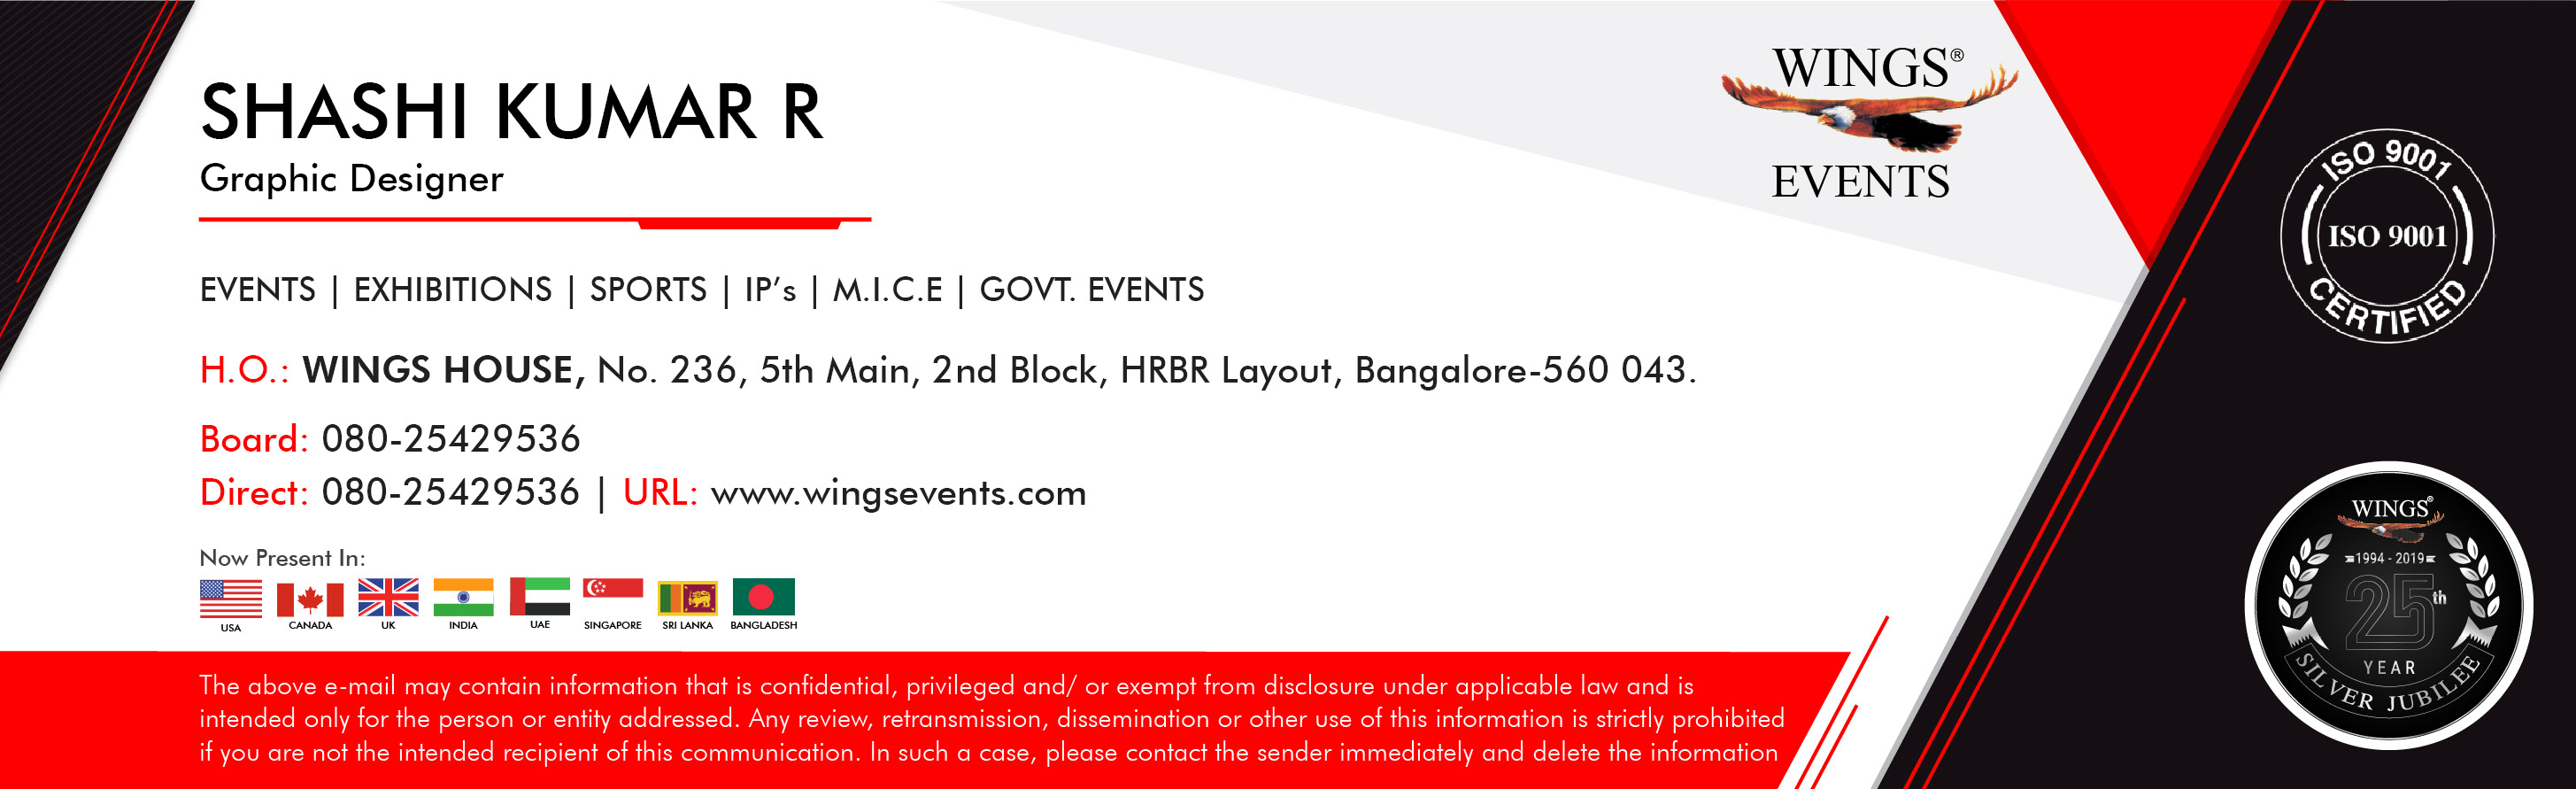 SHASHI KUMAR R
Graphic Designer
EVENTS | EXHIBITIONS | SPORTS | IP’s | M.I.C.E | GOVT. EVENTS
H.O.: WINGS HOUSE, No. 236, 5th Main, 2nd Block, HRBR Layout, Bangalore-560 043.
Board: 080-25429536
Direct: 080-25429536 | URL: www.wingsevents.com
Now Present In:
USA CANADA UK INDIA UAE SINGAPORE SRI LANKA BANGLADESH
The above e-mail may contain information that is confidential, privileged and/ or exempt from disclosure under applicable law and is
intended only for the person or entity addressed. Any review, retransmission, dissemination or other use of this information is strictly prohibited
if you are not the intended recipient of this communication. In such a case, please contact the sender immediately and delete the information
WINGS®
EVENTS
ISO 9001
ISO 9001
CERTIFIED
WINGS®
1994 - 2019
25th
YEAR
SILVER JUBILEE